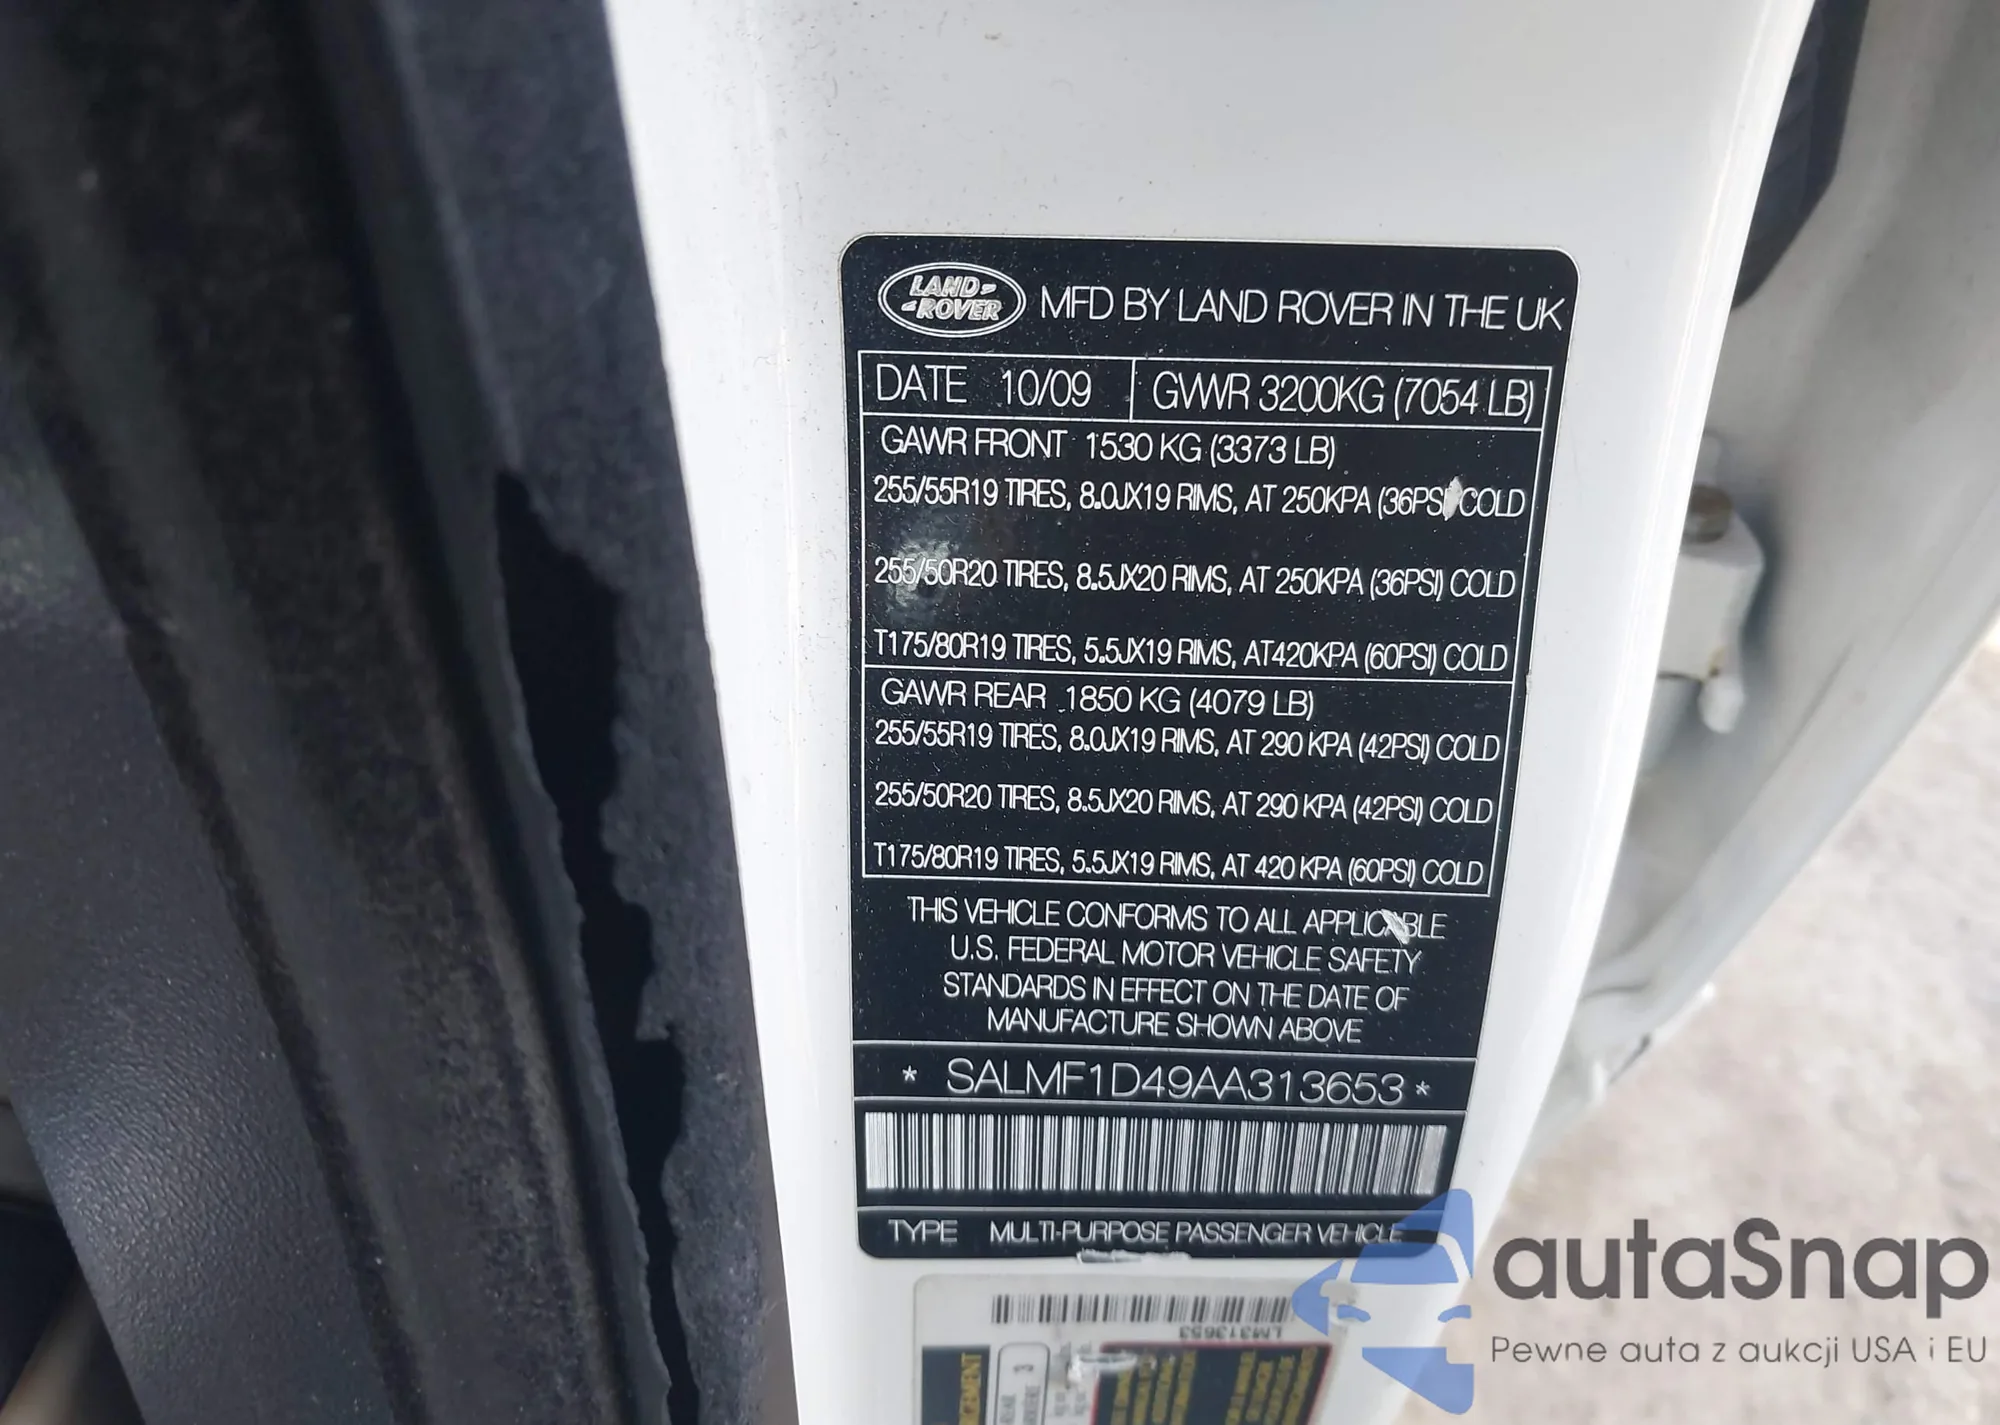 LAND-
-ROVER
MFD BY LAND ROVER IN THE UK
DATE 10/09 GVWR 3200KG (7054 LB)
GAWR FRONT 1530 KG (3373 LB)
255/55R19 TIRES, 8.0JX19 RIMS, AT 250KPA (36PSI) COLD
255/50R20 TIRES, 8.5JX20 RIMS, AT 250KPA (36PSI) COLD
T175/80R19 TIRES, 5.5JX19 RIMS, AT420KPA (60PSI) COLD
GAWR REAR 1850 KG (4079 LB)
255/55R19 TIRES, 8.0JX19 RIMS, AT 290 KPA (42PSI) COLD
255/50R20 TIRES, 8.5JX20 RIMS, AT 290 KPA (42PSI) COLD
T175/80R19 TIRES, 5.5JX19 RIMS, AT 420 KPA (60PSI) COLD
THIS VEHICLE CONFORMS TO ALL APPLICABLE
U.S. FEDERAL MOTOR VEHICLE SAFETY
STANDARDS IN EFFECT ON THE DATE OF
MANUFACTURE SHOWN ABOVE
* SALMF1D49AA313653 *
TYPE MULTI-PURPOSE PASSENGER VEHICLE
LM313653
3
autaSnap
Pewne auta z aukcji USA i EU